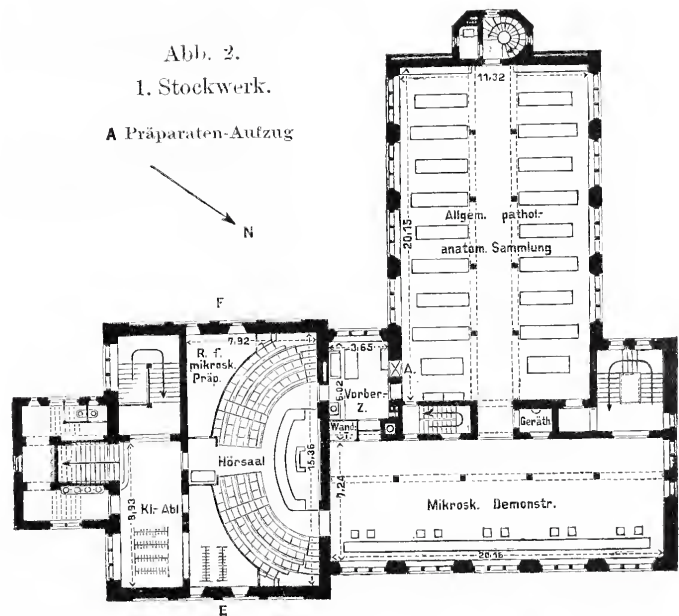 Abb. 2.
1. Stockwerk.
A Präparaten-Aufzug
N
11,32
Allgem. pathol.-
anatom. Sammlung
20,15
F
7,92
R. f.
mikrosk.
Präp.
3,65
A.
6,02
Vorber-
Z.
Wand
Geräth
Hörsaal
15,36
Kl.-Abl
8,93
7,24
Mikrosk. Demonstr.
20,16
E